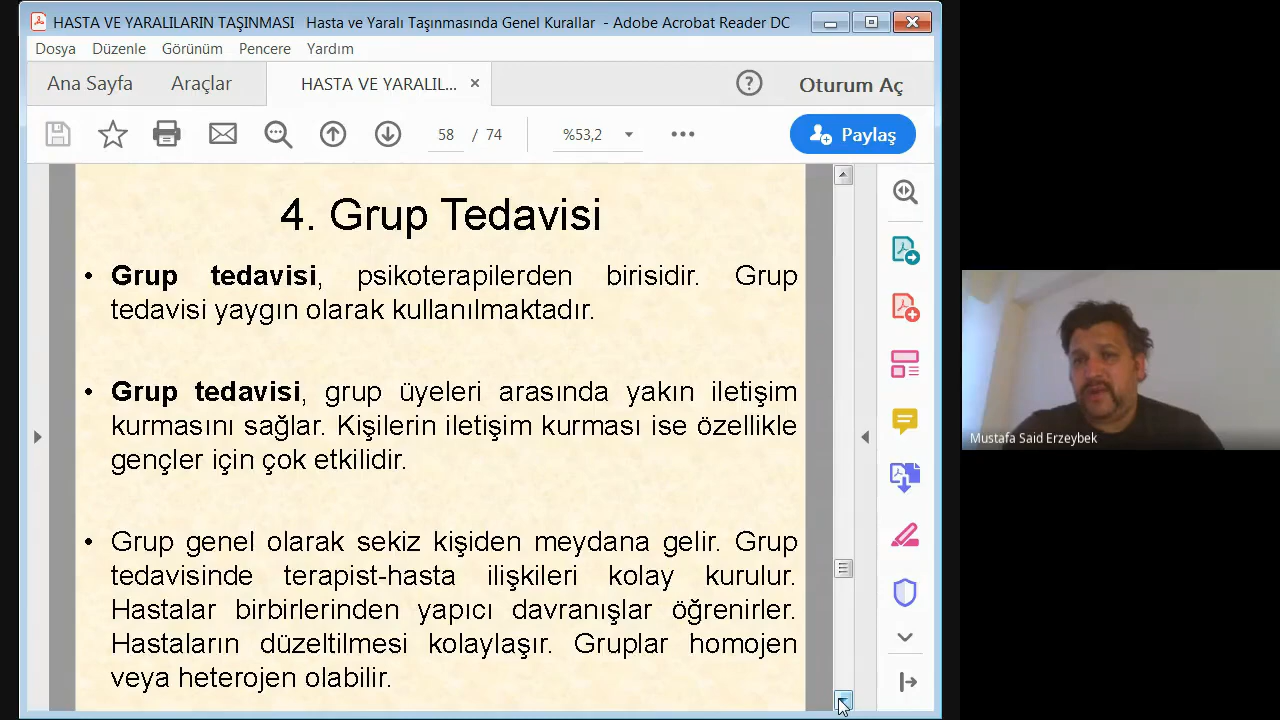 HASTA VE YARALILARIN TAŞINMASI   Hasta ve Yaralı Taşınmasında Genel Kurallar  - Adobe Acrobat Reader DC
Dosya Düzenle Görünüm Pencere Yardım
Ana Sayfa Araçlar HASTA VE YARALIL... × ? Oturum Aç
58 / 74 %53,2 ••• Paylaş
4. Grup Tedavisi
• Grup tedavisi, psikoterapilerden birisidir. Grup
tedavisi yaygın olarak kullanılmaktadır.
• Grup tedavisi, grup üyeleri arasında yakın iletişim
kurmasını sağlar. Kişilerin iletişim kurması ise özellikle
gençler için çok etkilidir.
• Grup genel olarak sekiz kişiden meydana gelir. Grup
tedavisinde terapist-hasta ilişkileri kolay kurulur.
Hastalar birbirlerinden yapıcı davranışlar öğrenirler.
Hastaların düzeltilmesi kolaylaşır. Gruplar homojen
veya heterojen olabilir.
Mustafa Said Erzeybek